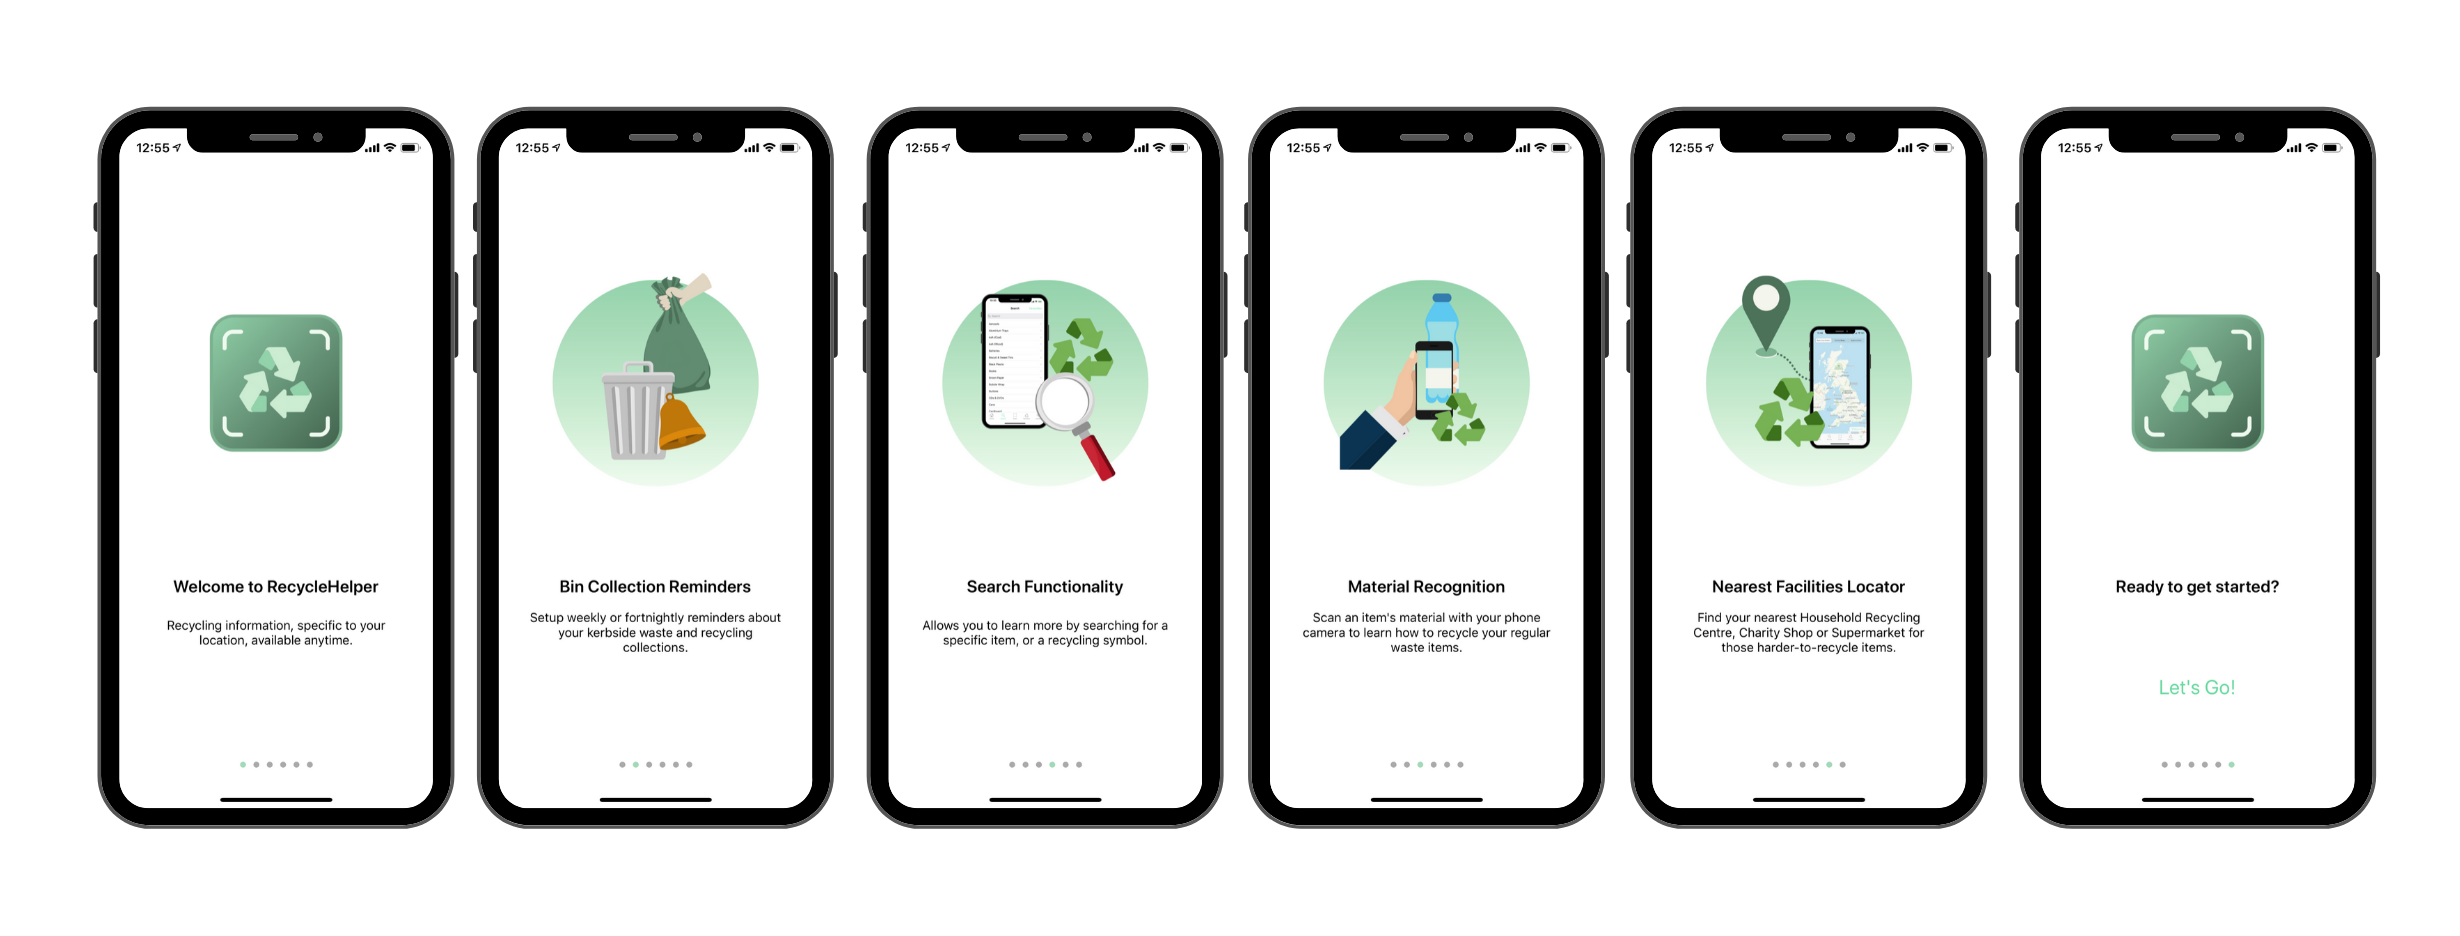 12:55
Welcome to RecycleHelper
Recycling information, specific to your
location, available anytime.
12:55
Bin Collection Reminders
Setup weekly or fortnightly reminders about
your kerbside waste and recycling
collections.
12:55
Search
Search Functionality
Allows you to learn more by searching for a
specific item, or a recycling symbol.
12:55
Material Recognition
Scan an item's material with your phone
camera to learn how to recycle your regular
waste items.
12:55
Nearest Facilities Locator
Find your nearest Household Recycling
Centre, Charity Shop or Supermarket for
those harder-to-recycle items.
12:55
Ready to get started?
Let's Go!